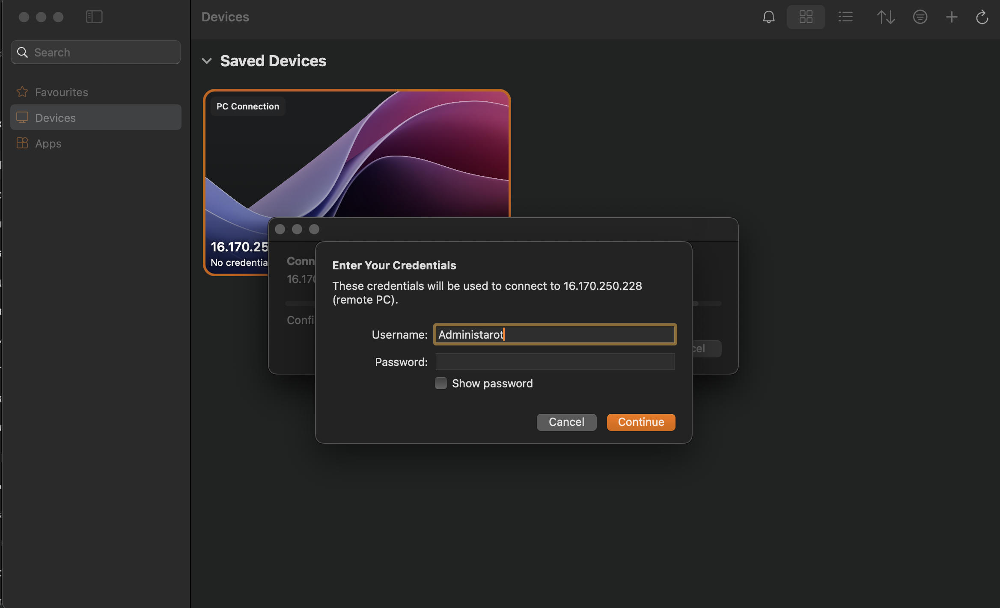 Devices
Search
Favourites
Devices
Apps
Saved Devices
PC Connection
16.170.25
No credentia
Conn
16.170
Confi
cel
Enter Your Credentials
These credentials will be used to connect to 16.170.250.228
(remote PC).
Username: Administarot
Password:
Show password
Cancel
Continue